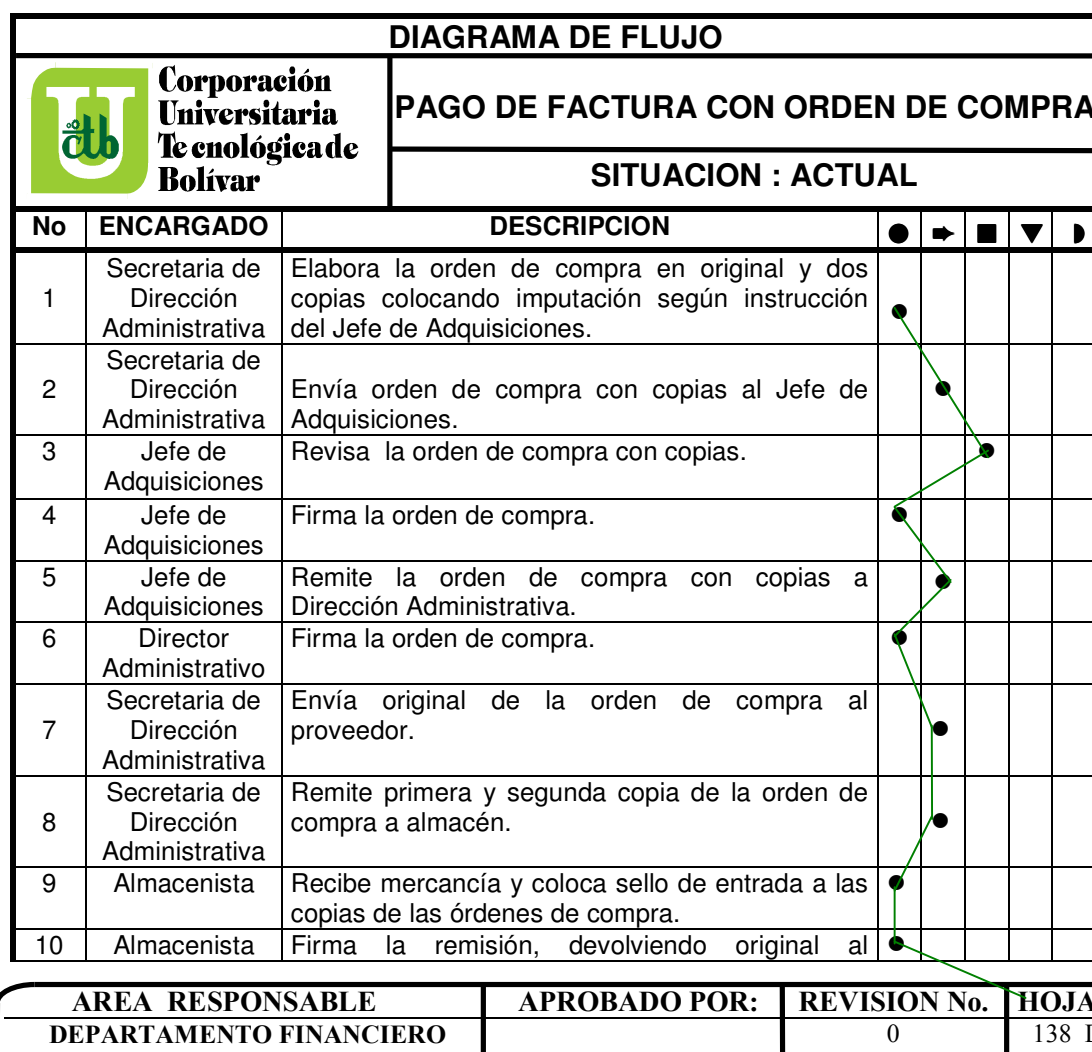 DIAGRAMA DE FLUJO
Corporación
Universitaria
Tecnológica de
Bolívar
U
ctb
PAGO DE FACTURA CON ORDEN DE COMPRA
SITUACION : ACTUAL
No ENCARGADO DESCRIPCION
1 Secretaria de Dirección Administrativa Elabora la orden de compra en original y dos
copias colocando imputación según instrucción
del Jefe de Adquisiciones.
2 Secretaria de Dirección Administrativa Envía orden de compra con copias al Jefe de
Adquisiciones.
3 Jefe de Adquisiciones Revisa la orden de compra con copias.
4 Jefe de Adquisiciones Firma la orden de compra.
5 Jefe de Adquisiciones Remite la orden de compra con copias a
Dirección Administrativa.
6 Director Administrativo Firma la orden de compra.
7 Secretaria de Dirección Administrativa Envía original de la orden de compra al
proveedor.
8 Secretaria de Dirección Administrativa Remite primera y segunda copia de la orden de
compra a almacén.
9 Almacenista Recibe mercancía y coloca sello de entrada a las
copias de las órdenes de compra.
10 Almacenista Firma la remisión, devolviendo original al
AREA RESPONSABLE APROBADO POR: REVISION No. HOJA
DEPARTAMENTO FINANCIERO 0 138